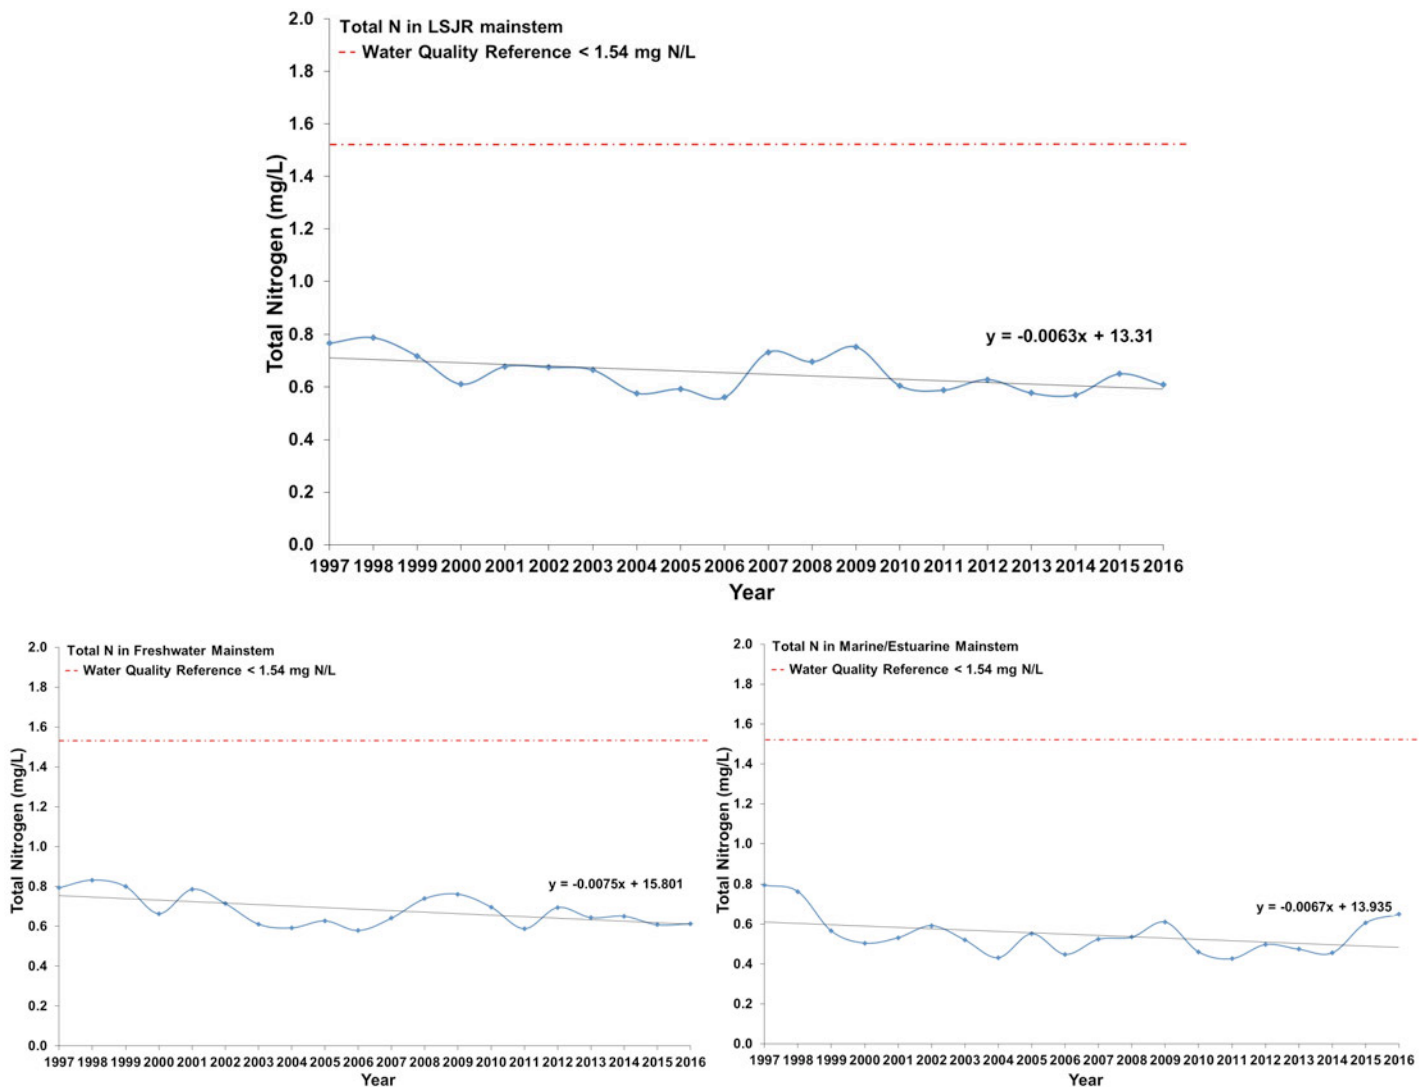 Total N in LSJR mainstem
Water Quality Reference < 1.54 mg N/L
2.0
1.8
1.6
1.4
1.2
1.0
0.8
0.6
0.4
0.2
0.0
Total Nitrogen (mg/L)
y = -0.0063x + 13.31
1997 1998 1999 2000 2001 2002 2003 2004 2005 2006 2007 2008 2009 2010 2011 2012 2013 2014 2015 2016
Year
Total N in Freshwater Mainstem
Water Quality Reference < 1.54 mg N/L
2.0
1.8
1.6
1.4
1.2
1.0
0.8
0.6
0.4
0.2
0.0
Total Nitrogen (mg/L)
y = -0.0075x + 15.801
1997 1998 1999 2000 2001 2002 2003 2004 2005 2006 2007 2008 2009 2010 2011 2012 2013 2014 2015 2016
Year
Total N in Marine/Estuarine Mainstem
Water Quality Reference < 1.54 mg N/L
2.0
1.8
1.6
1.4
1.2
1.0
0.8
0.6
0.4
0.2
0.0
Total Nitrogen (mg/L)
y = -0.0067x + 13.935
1997 1998 1999 2000 2001 2002 2003 2004 2005 2006 2007 2008 2009 2010 2011 2012 2013 2014 2015 2016
Year